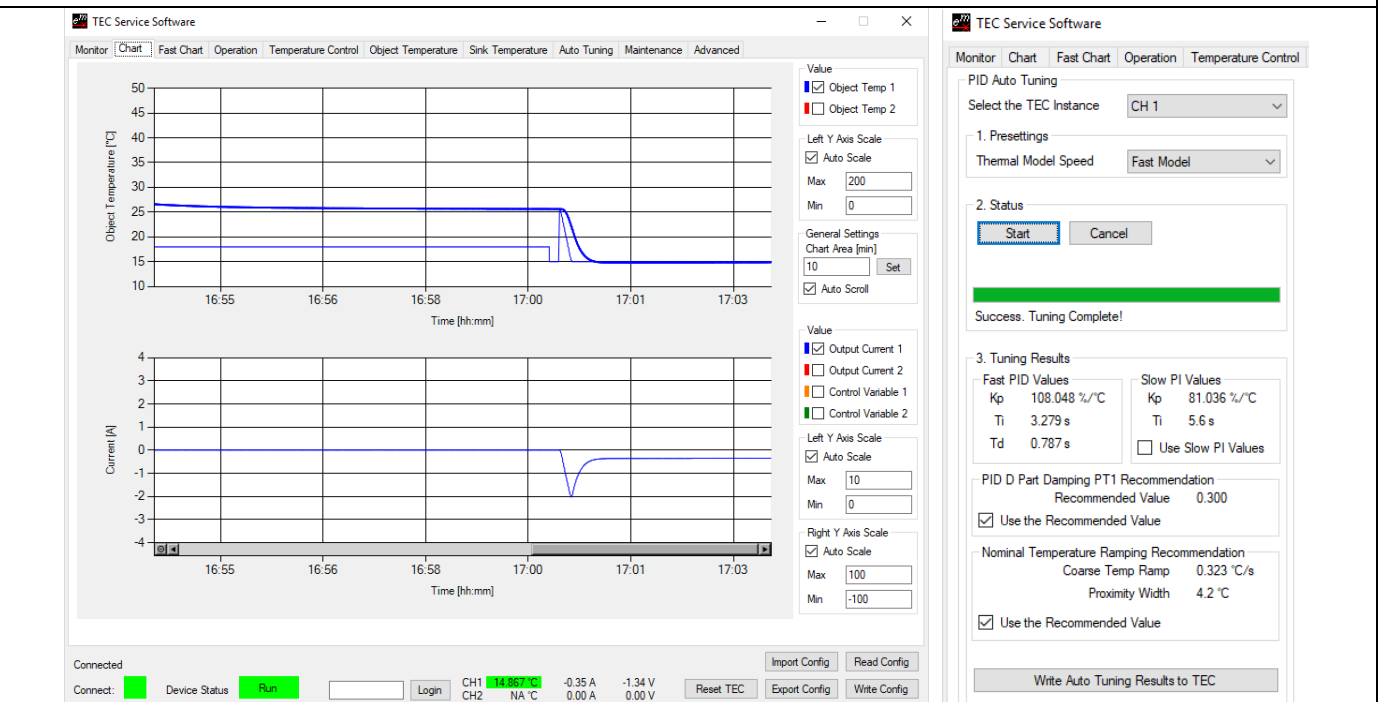 TEC Service Software
Monitor Chart Fast Chart Operation Temperature Control Object Temperature Sink Temperature Auto Tuning Maintenance Advanced
Object Temperature [°C]
50
45
40
35
30
25
20
15
10
16:55 16:56 16:58 17:00 17:01 17:03
Time [hh:mm]
Current [A]
4
3
2
1
0
-1
-2
-3
-4
16:55 16:56 16:58 17:00 17:01 17:03
Time [hh:mm]
Value
Object Temp 1
Object Temp 2
Left Y Axis Scale
Auto Scale
Max 200
Min 0
General Settings
Chart Area [min]
10 Set
Auto Scroll
Value
Output Current 1
Output Current 2
Control Variable 1
Control Variable 2
Left Y Axis Scale
Auto Scale
Max 10
Min 0
Right Y Axis Scale
Auto Scale
Max 100
Min -100
Connected
Import Config Read Config
Connect: Device Status Run Login
CH1 14.867 °C -0.35 A -1.34 V
CH2 NA °C 0.00 A 0.00 V
Reset TEC Export Config Write Config
TEC Service Software
Monitor Chart Fast Chart Operation Temperature Control
PID Auto Tuning
Select the TEC Instance CH 1
1. Presettings
Thermal Model Speed Fast Model
2. Status
Start Cancel
Success. Tuning Complete!
3. Tuning Results
Fast PID Values
Kp 108.048 %/°C
Ti 3.279 s
Td 0.787 s
Slow PI Values
Kp 81.036 %/°C
Ti 5.6 s
Use Slow PI Values
PID D Part Damping PT1 Recommendation
Recommended Value 0.300
Use the Recommended Value
Nominal Temperature Ramping Recommendation
Coarse Temp Ramp 0.323 °C/s
Proximity Width 4.2 °C
Use the Recommended Value
Write Auto Tuning Results to TEC